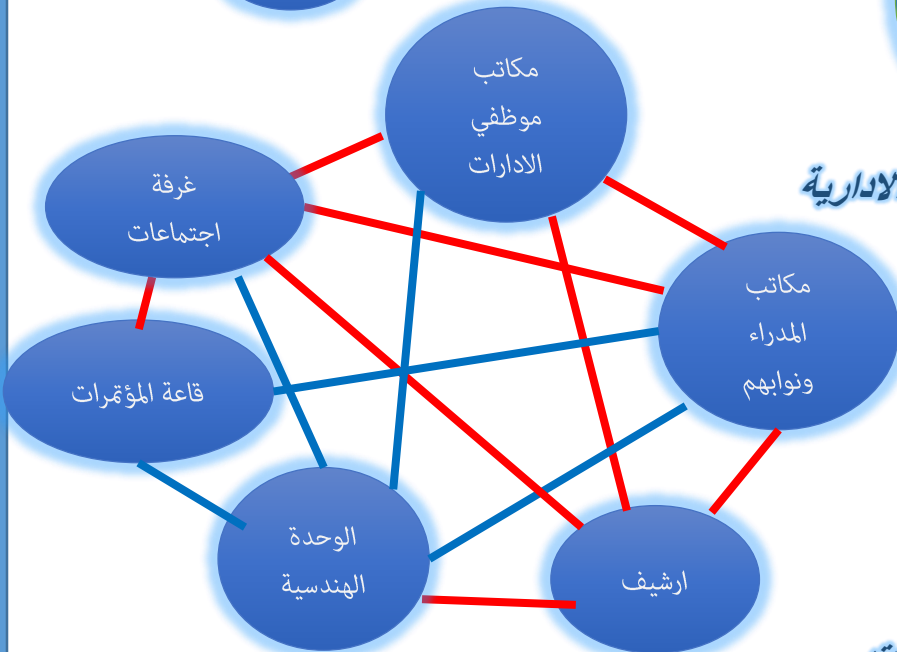 مكاتب
موظفي
الادارات
غرفة
اجتماعات
الادارية
مكاتب
المدراء
ونوابهم
قاعة المؤتمرات
الوحدة
الهندسية
ارشيف